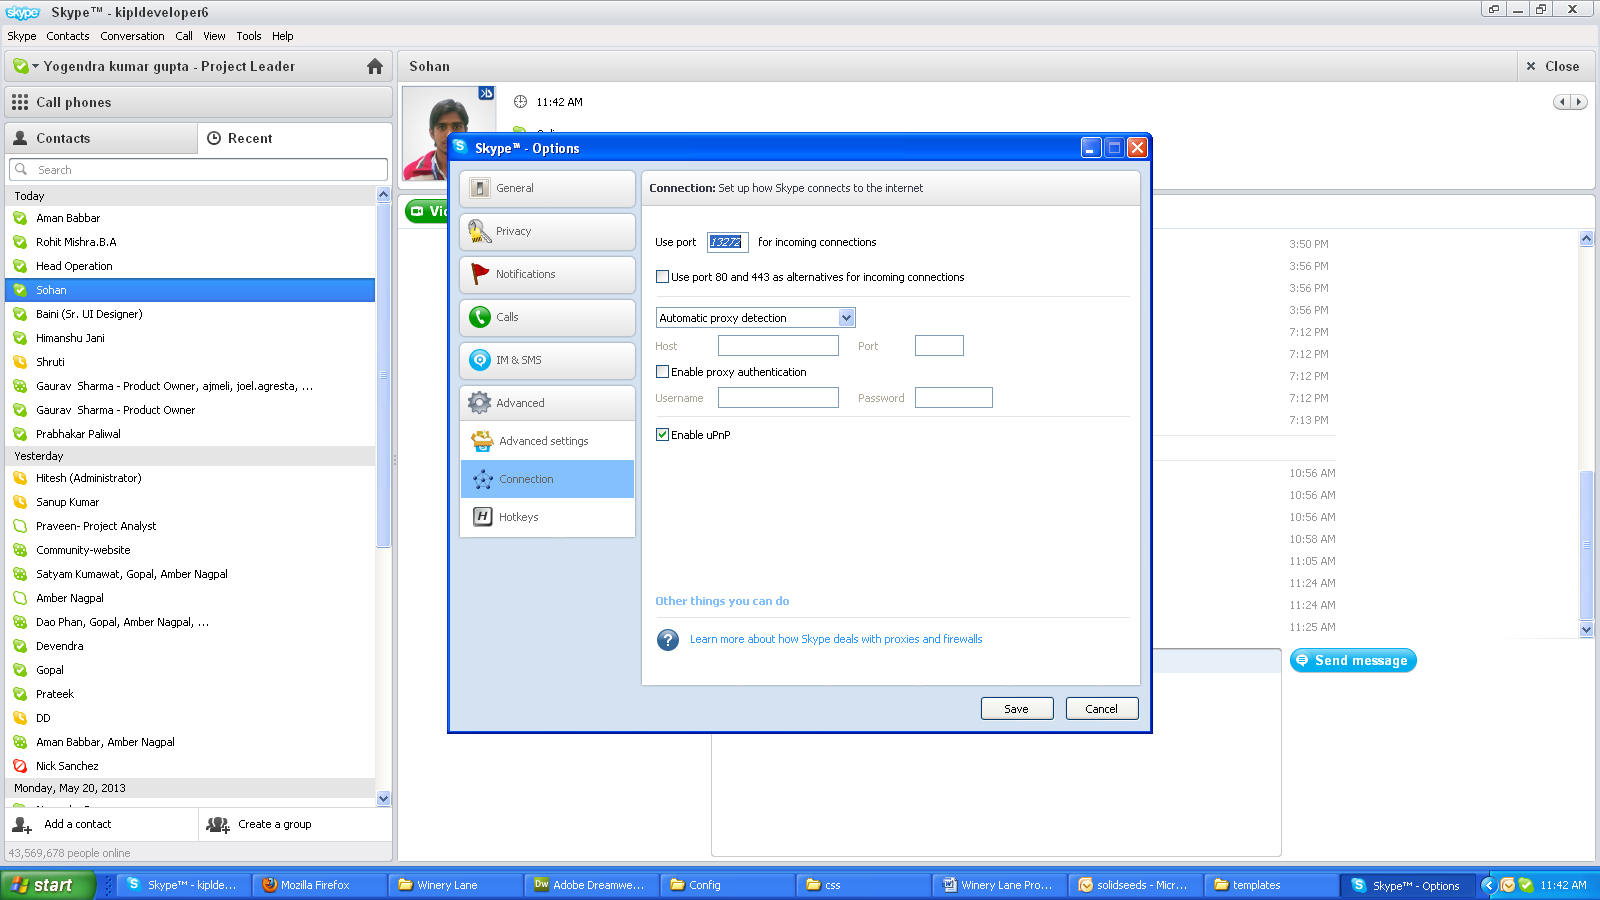 Skype™ - kipldeveloper6
Skype Contacts Conversation Call View Tools Help
Yogendra kumar gupta - Project Leader
Call phones
Contacts
Recent
Search
Today
Aman Babbar
Rohit Mishra.B.A
Head Operation
Sohan
Baini (Sr. UI Designer)
Himanshu Jani
Shruti
Gaurav Sharma - Product Owner, ajmeli, joel.agresta, ...
Gaurav Sharma - Product Owner
Prabhakar Paliwal
Yesterday
Hitesh (Administrator)
Sanup Kumar
Praveen- Project Analyst
Community-website
Satyam Kumawat, Gopal, Amber Nagpal
Amber Nagpal
Dao Phan, Gopal, Amber Nagpal, ...
Devendra
Gopal
Prateek
DD
Aman Babbar, Amber Nagpal
Nick Sanchez
Monday, May 20, 2013
Add a contact
Create a group
43,569,678 people online
Sohan
Close
11:42 AM
Skype™ - Options
General
Privacy
Notifications
Calls
IM & SMS
Advanced
Advanced settings
Connection
Hotkeys
Connection: Set up how Skype connects to the internet
Use port 13272 for incoming connections
Use port 80 and 443 as alternatives for incoming connections
Automatic proxy detection
Host Port
Enable proxy authentication
Username Password
Enable uPnP
Other things you can do
Learn more about how Skype deals with proxies and firewalls
Save
Cancel
3:50 PM
3:56 PM
3:56 PM
3:56 PM
7:12 PM
7:12 PM
7:12 PM
7:12 PM
7:13 PM
10:56 AM
10:56 AM
10:56 AM
10:58 AM
11:05 AM
11:24 AM
11:24 AM
11:25 AM
Send message
start
Skype™ - kiplde...
Mozilla Firefox
Winery Lane
Adobe Dreamwe...
Config
css
Winery Lane Pro...
solidseeds - Micr...
templates
Skype™ - Options
11:42 AM